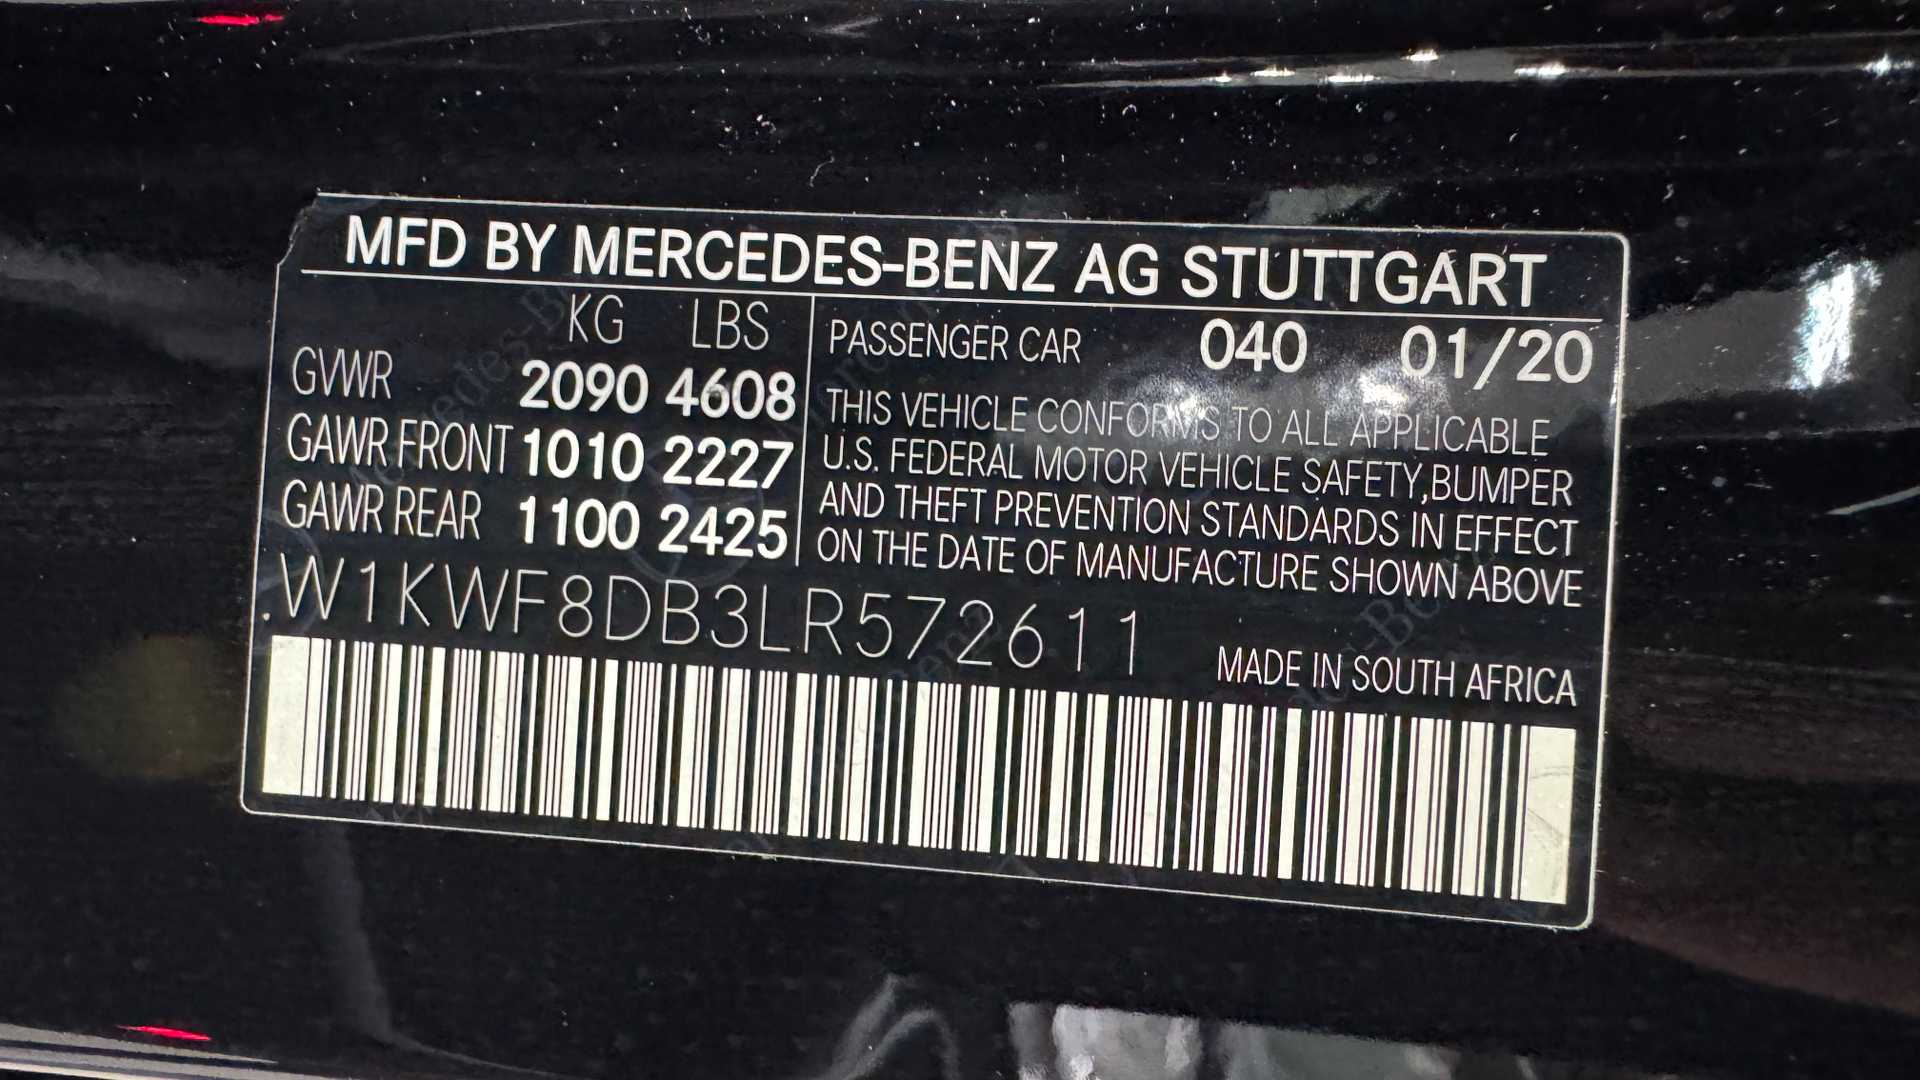 MFD BY MERCEDES-BENZ AG STUTTGART
KG LBS
GVWR 2090 4608
GAWR FRONT 1010 2227
GAWR REAR 1100 2425
PASSENGER CAR 040 01/20
THIS VEHICLE CONFORMS TO ALL APPLICABLE
U.S. FEDERAL MOTOR VEHICLE SAFETY,BUMPER
AND THEFT PREVENTION STANDARDS IN EFFECT
ON THE DATE OF MANUFACTURE SHOWN ABOVE
.W1KWF8DB3LR572611
MADE IN SOUTH AFRICA